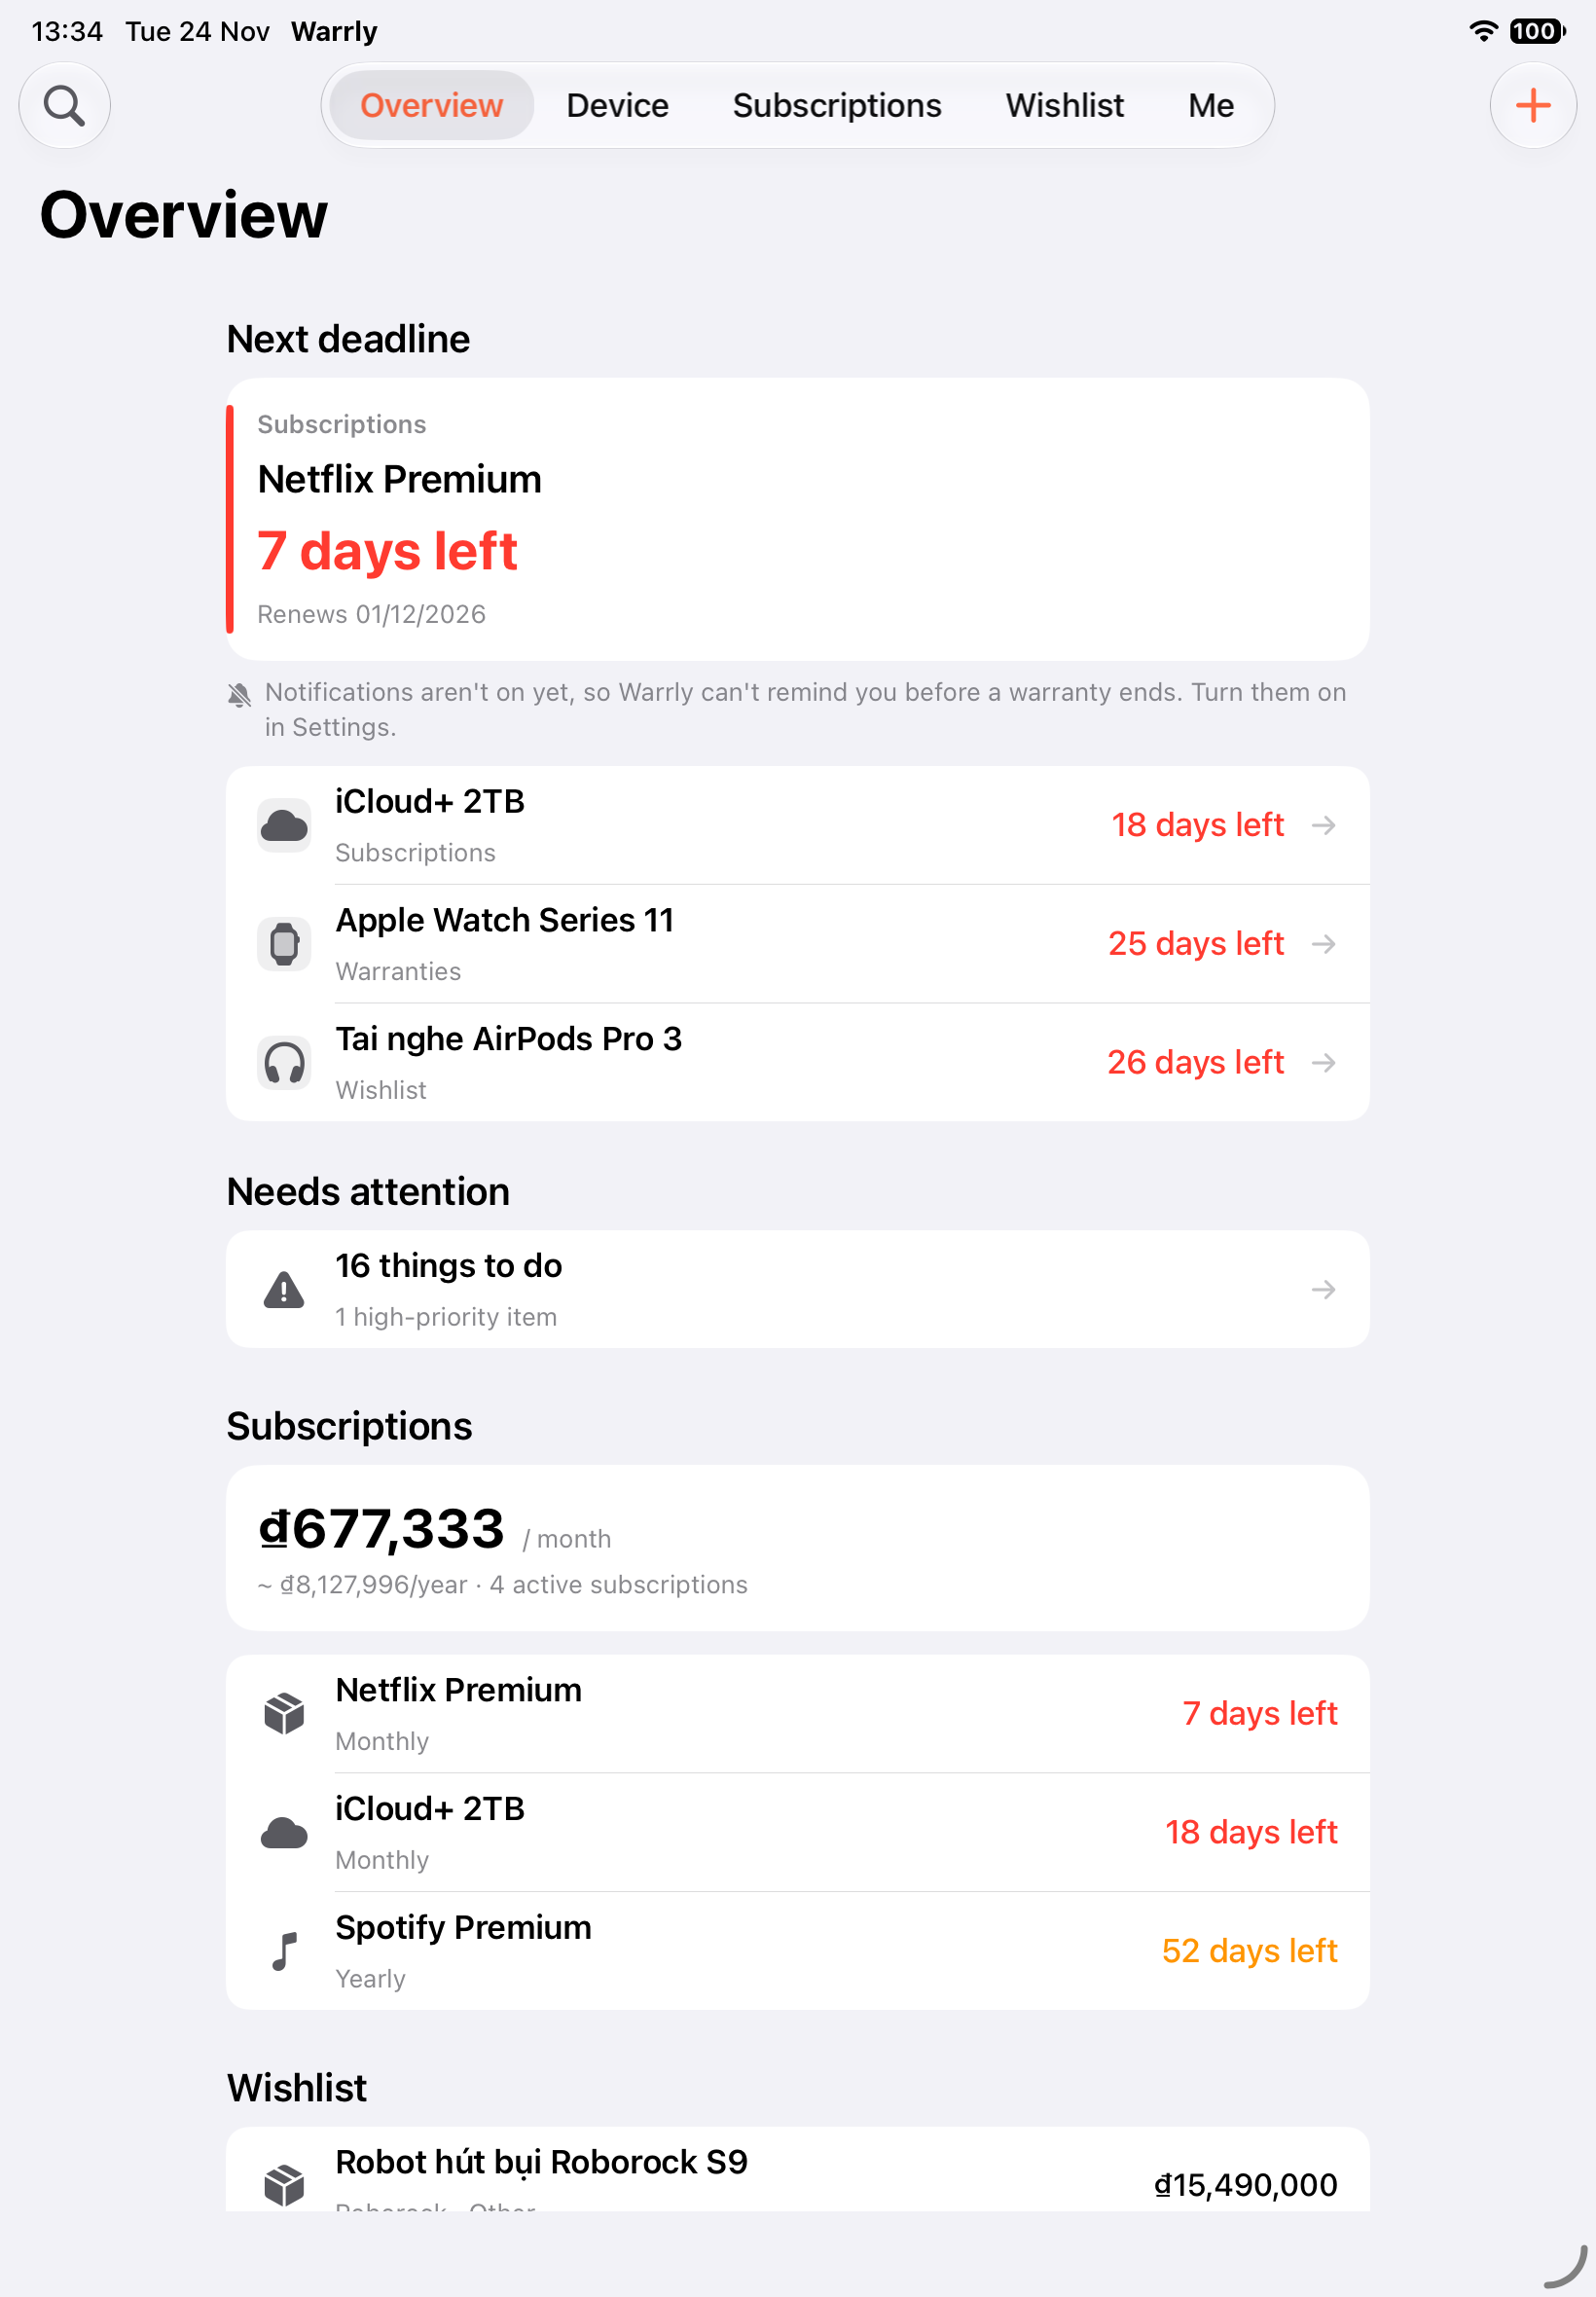 13:34 Tue 24 Nov Warrly
100
Overview Device Subscriptions Wishlist Me
Overview
Next deadline
Subscriptions
Netflix Premium
7 days left
Renews 01/12/2026
Notifications aren't on yet, so Warrly can't remind you before a warranty ends. Turn them on
in Settings.
iCloud+ 2TB
18 days left
Subscriptions
Apple Watch Series 11
25 days left
Warranties
Tai nghe AirPods Pro 3
26 days left
Wishlist
Needs attention
16 things to do
1 high-priority item
Subscriptions
₫677,333 / month
~ ₫8,127,996/year · 4 active subscriptions
Netflix Premium
7 days left
Monthly
iCloud+ 2TB
18 days left
Monthly
Spotify Premium
52 days left
Yearly
Wishlist
Robot hút bụi Roborock S9
₫15,490,000
Roborock · Other